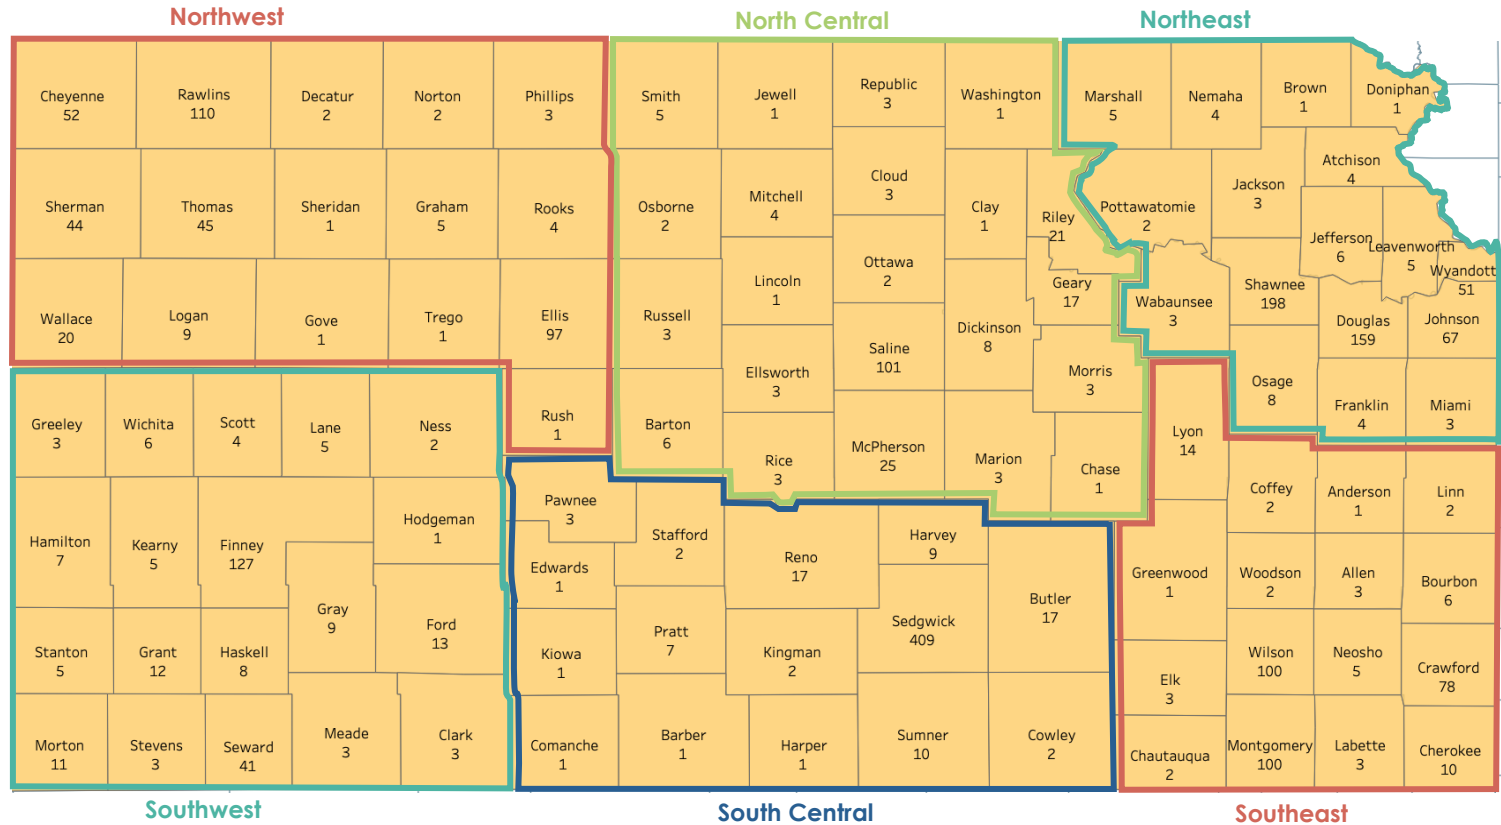 Northwest
North Central
Northeast
Cheyenne
52
Rawlins
110
Decatur
2
Norton
2
Phillips
3
Smith
5
Jewell
1
Republic
3
Washington
1
Marshall
5
Nemaha
4
Brown
1
Doniphan
1
Sherman
44
Thomas
45
Sheridan
1
Graham
5
Rooks
4
Osborne
2
Mitchell
4
Cloud
3
Clay
1
Riley
21
Pottawatomie
2
Jackson
3
Atchison
4
Jefferson
6
Leavenworth
5
Wyandott
51
Wallace
20
Logan
9
Gove
1
Trego
1
Ellis
97
Russell
3
Lincoln
1
Ottawa
2
Saline
101
Dickinson
8
Geary
17
Wabaunsee
3
Shawnee
198
Douglas
159
Johnson
67
Rush
1
Barton
6
Ellsworth
3
Rice
3
McPherson
25
Marion
3
Morris
3
Chase
1
Osage
8
Franklin
4
Miami
3
Greeley
3
Wichita
6
Scott
4
Lane
5
Ness
2
Hamilton
7
Kearny
5
Finney
127
Hodgeman
1
Gray
9
Ford
13
Stanton
5
Grant
12
Haskell
8
Morton
11
Stevens
3
Seward
41
Meade
3
Clark
3
Pawnee
3
Stafford
2
Edwards
1
Reno
17
Harvey
9
Sedgwick
409
Butler
17
Kiowa
1
Pratt
7
Kingman
2
Comanche
1
Barber
1
Harper
1
Sumner
10
Cowley
2
Lyon
14
Coffey
2
Anderson
1
Linn
2
Greenwood
1
Woodson
2
Allen
3
Bourbon
6
Elk
3
Wilson
100
Neosho
5
Crawford
78
Chautauqua
2
Montgomery
100
Labette
3
Cherokee
10
Southwest
South Central
Southeast